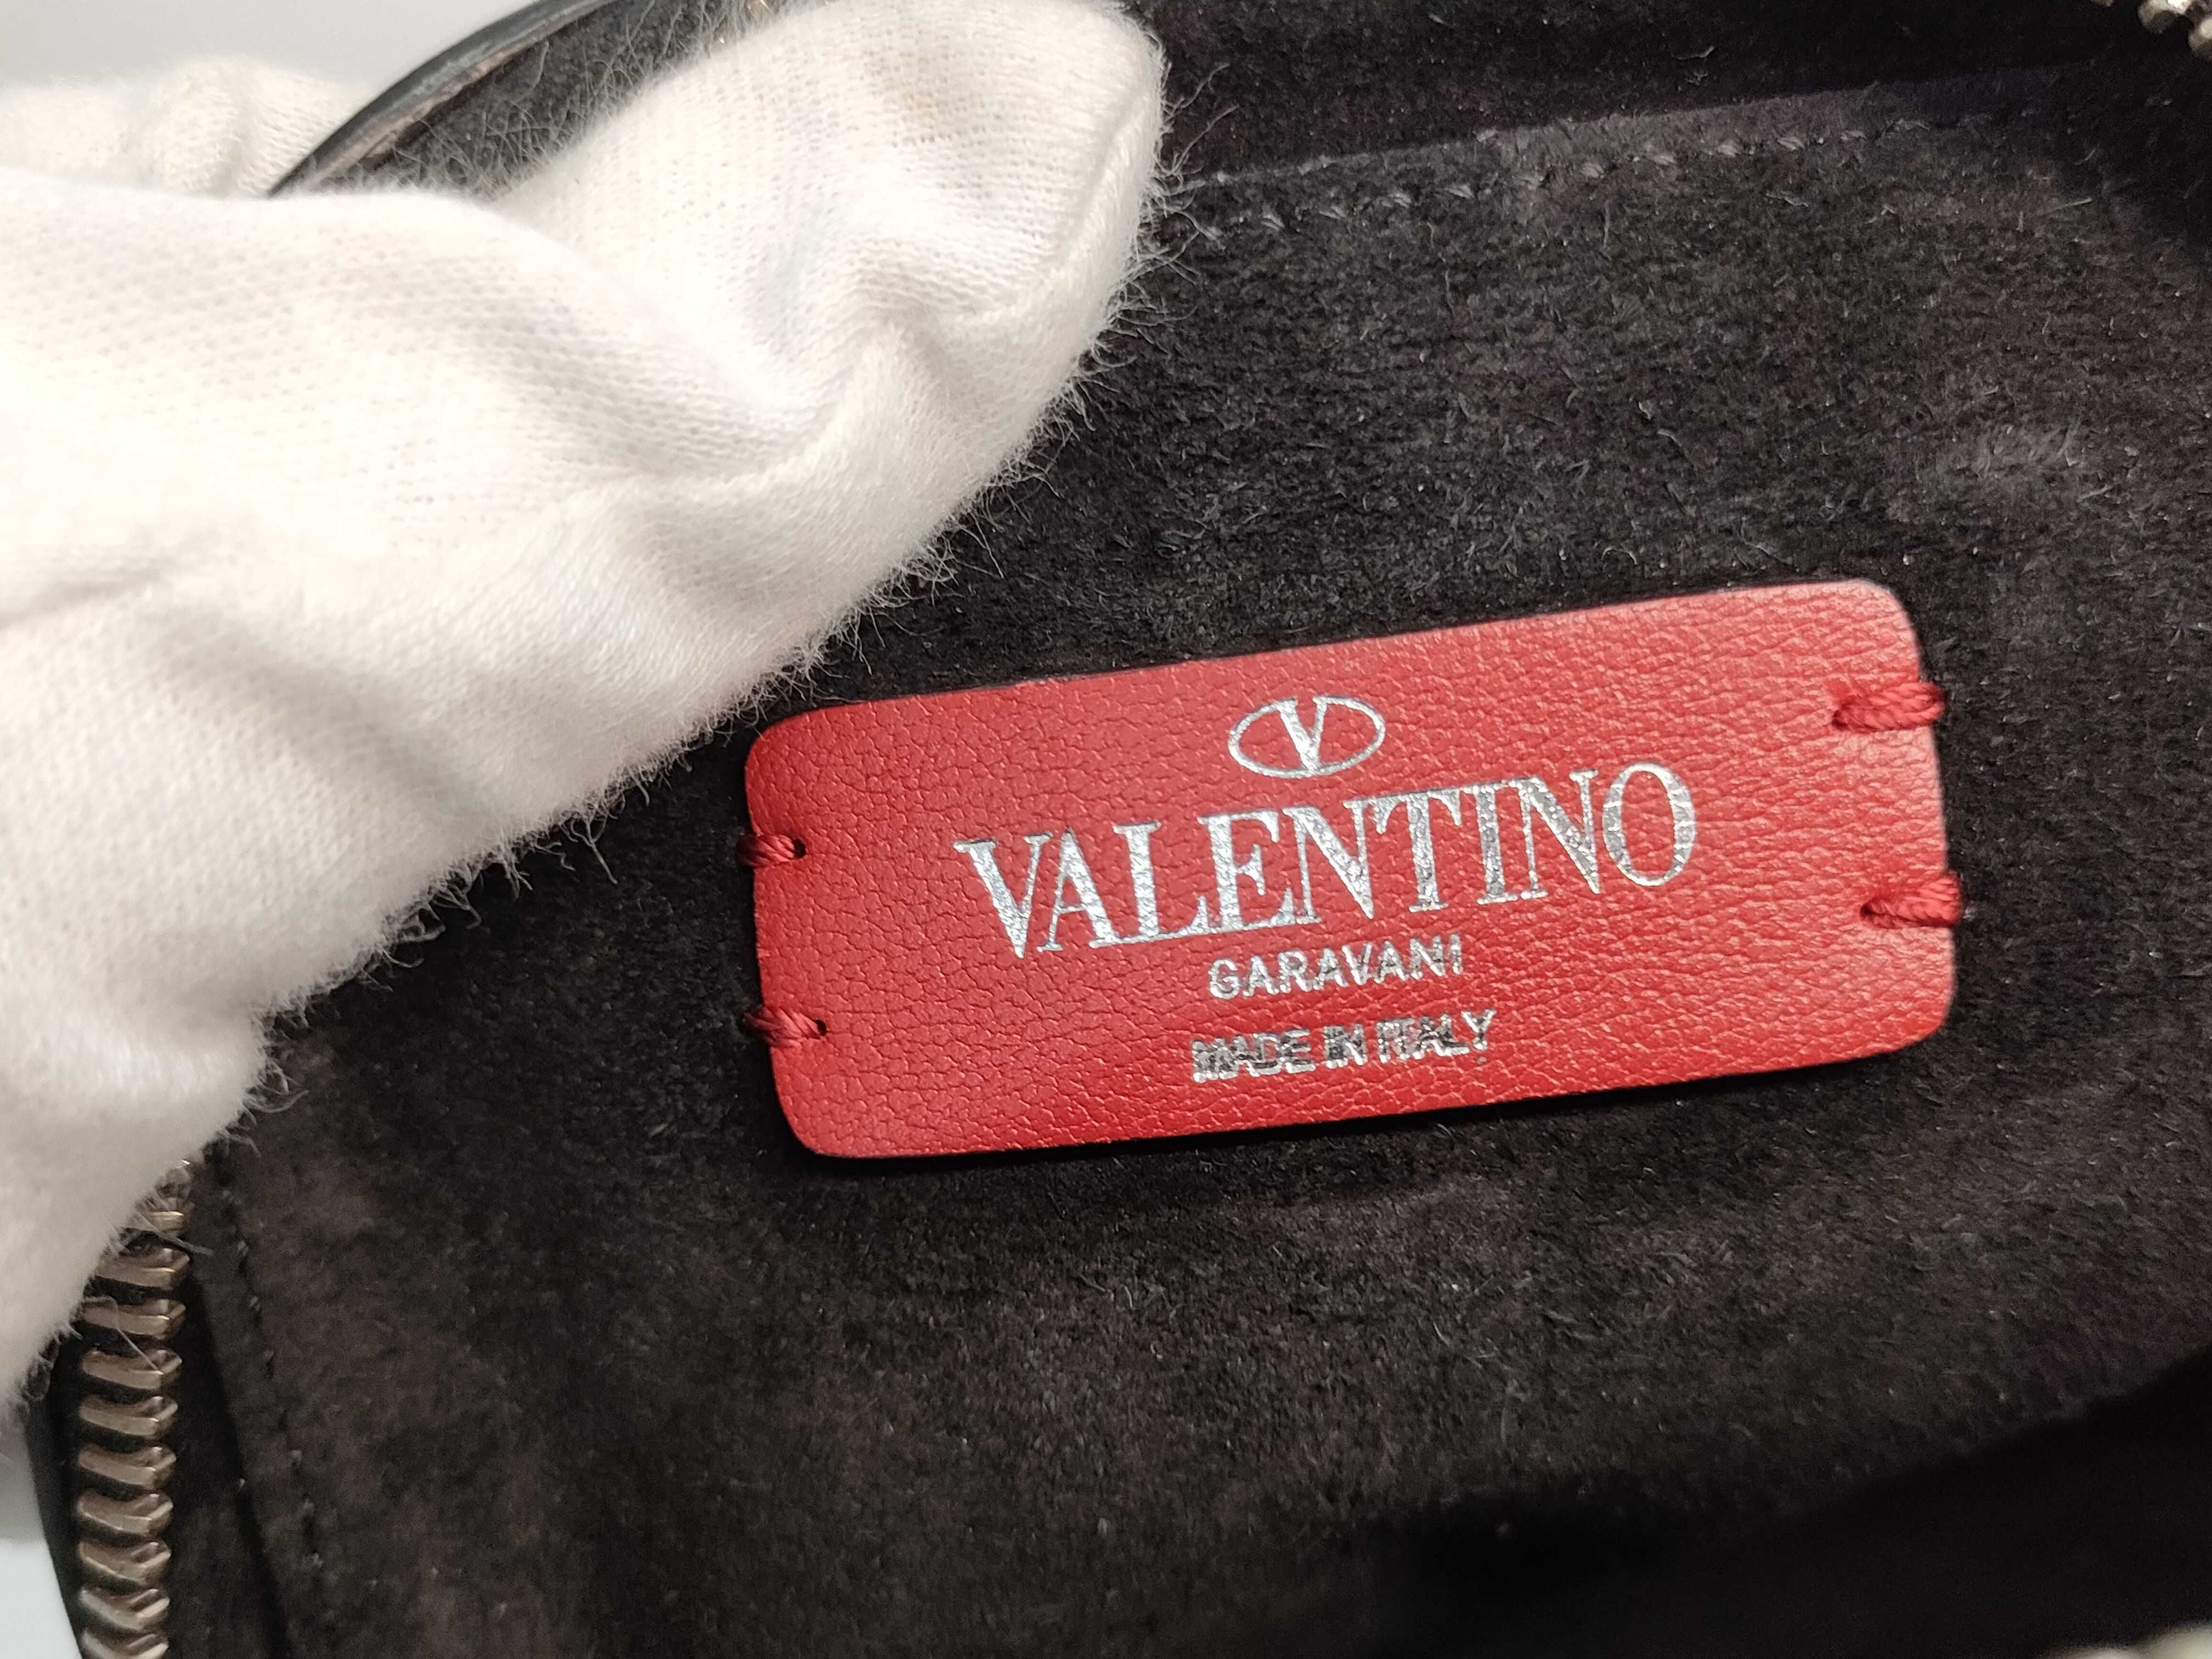 V
VALENTINO
GARAVANI
MADE IN ITALY